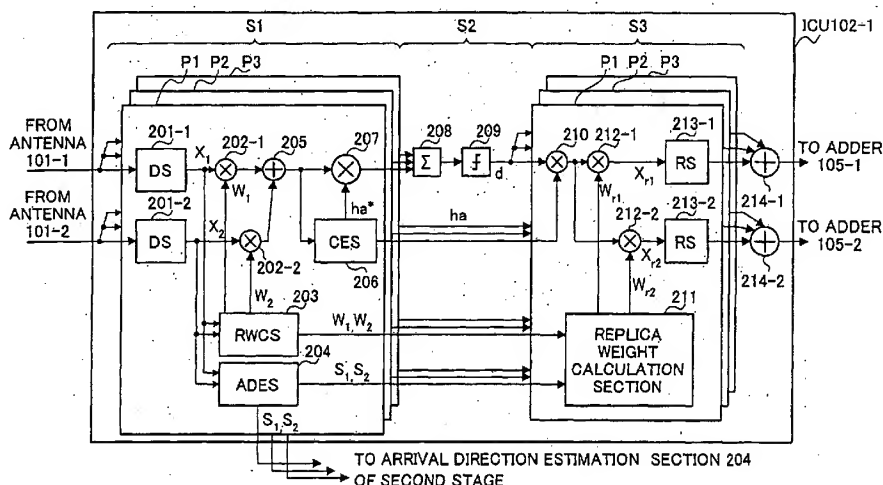 S1 S2 S3 ICU102-1
P1 P2 P3
P1 P2 P3
FROM
ANTENNA
101-1
201-1
DS
X1
202-1
W1
205
207
208
Σ
209
d
210
212-1
213-1
RS
Xr1
Wr1
214-1
TO ADDER
105-1
FROM
ANTENNA
101-2
201-2
DS
X2
202-2
W2
ha*
CES
206
ha
212-2
213-2
RS
Xr2
Wr2
214-2
TO ADDER
105-2
203
RWCS
W1,W2
204
ADES
S1,S2
211
REPLICA
WEIGHT
CALCULATION
SECTION
S1,S2
TO ARRIVAL DIRECTION ESTIMATION SECTION 204
OF SECOND STAGE